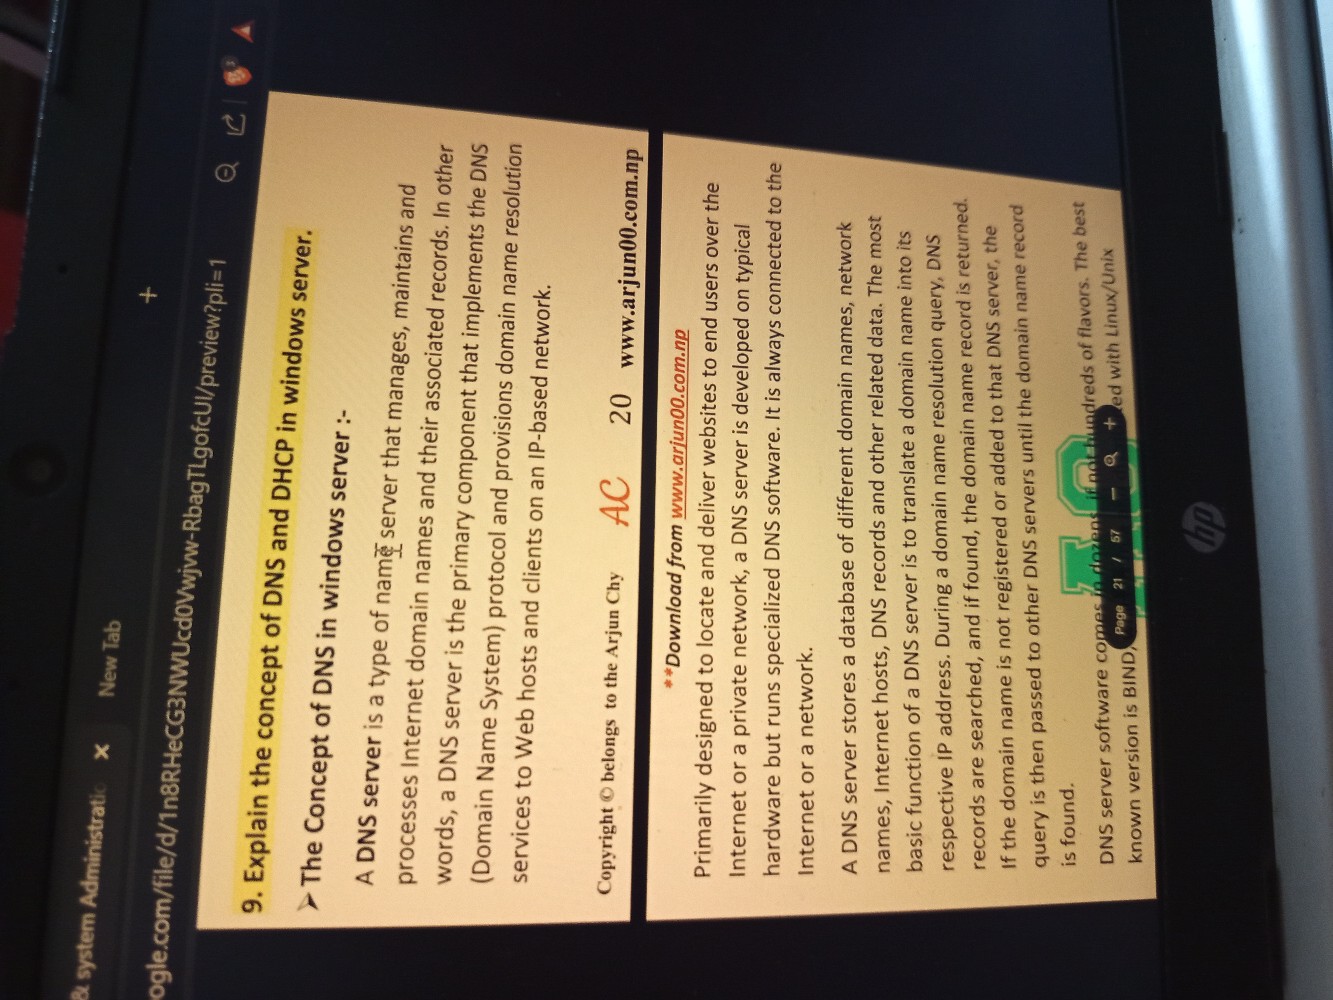 & system Administratio × New Tab +
ogle.com/file/d/1n8RHeCG3NWUcd0Vwjvw-RbagTLgofcUI/preview?pli=1
9. Explain the concept of DNS and DHCP in windows server.
➢ The Concept of DNS in windows server :-
A DNS server is a type of name server that manages, maintains and
processes Internet domain names and their associated records. In other
words, a DNS server is the primary component that implements the DNS
(Domain Name System) protocol and provisions domain name resolution
services to Web hosts and clients on an IP-based network.
Copyright © belongs to the Arjun Chy AC 20 www.arjun00.com.np
**Download from www.arjun00.com.np
Primarily designed to locate and deliver websites to end users over the
Internet or a private network, a DNS server is developed on typical
hardware but runs specialized DNS software. It is always connected to the
Internet or a network.
A DNS server stores a database of different domain names, network
names, Internet hosts, DNS records and other related data. The most
basic function of a DNS server is to translate a domain name into its
respective IP address. During a domain name resolution query, DNS
records are searched, and if found, the domain name record is returned.
If the domain name is not registered or added to that DNS server, the
query is then passed to other DNS servers until the domain name record
is found.
DNS server software comes in dozens, if not hundreds of flavors. The best
known version is BIND, ed with Linux/Unix
Page 21 / 57 − +
hp